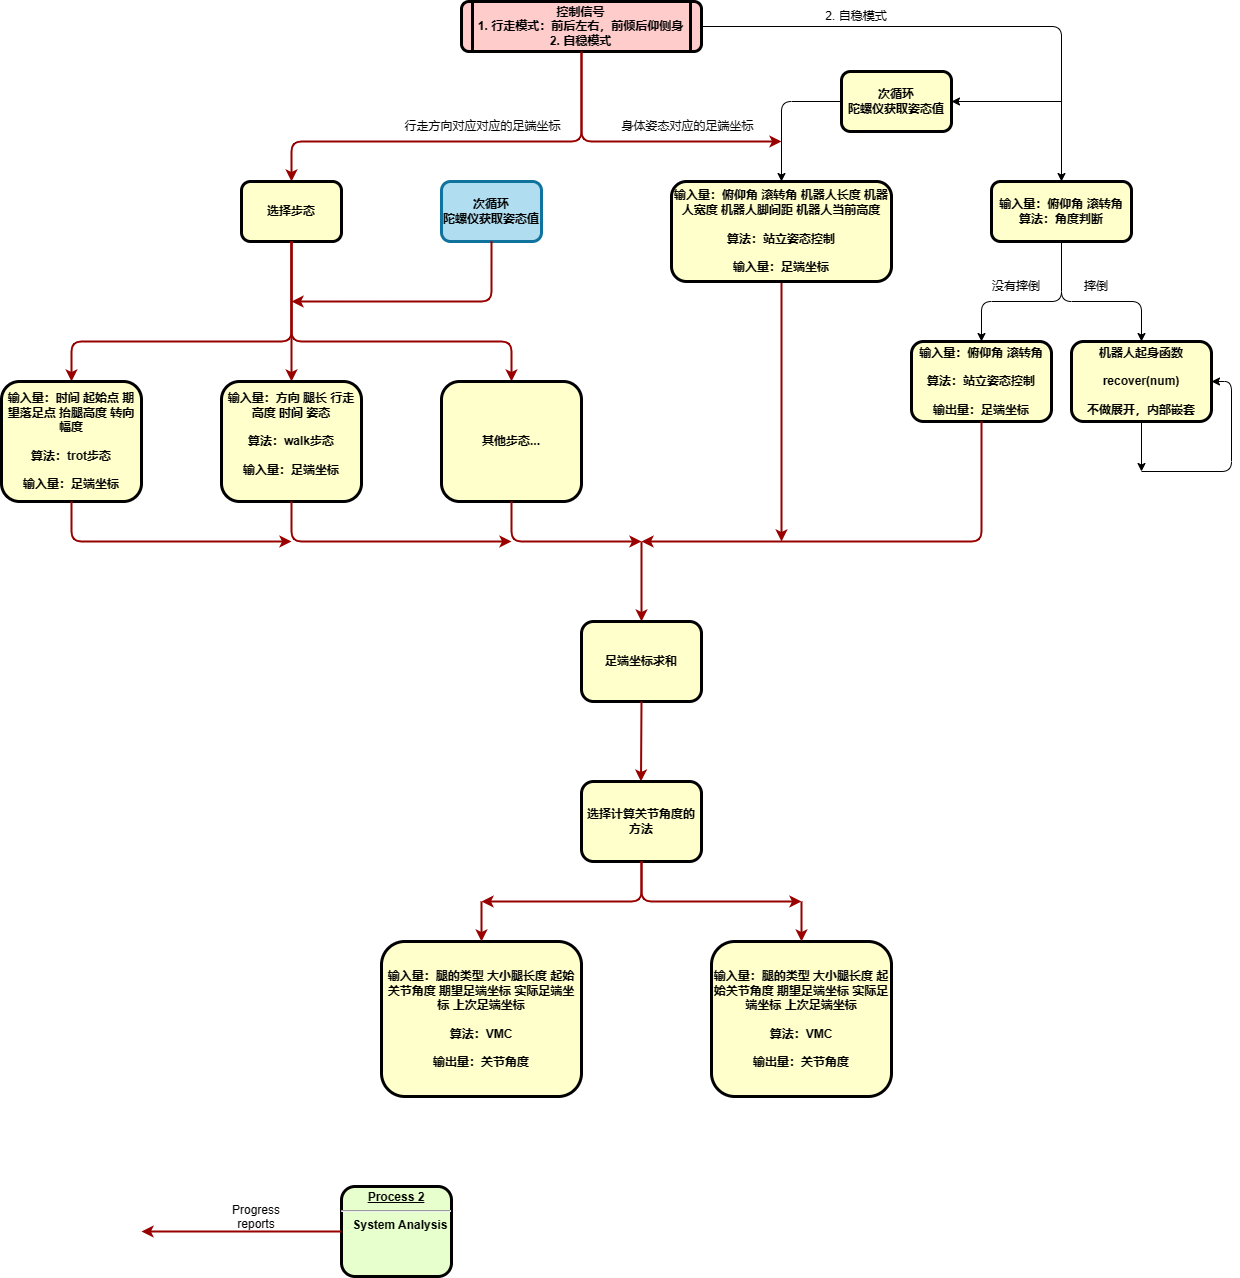 控制信号
1. 行走模式：前后左右，前倾后仰侧身
2. 自稳模式
2. 自稳模式
次循环
陀螺仪获取姿态值
行走方向对应对应的足端坐标
身体姿态对应的足端坐标
选择步态
次循环
陀螺仪获取姿态值
输入量：俯仰角 滚转角 机器人长度 机器
人宽度 机器人脚间距 机器人当前高度
算法：站立姿态控制
输入量：足端坐标
输入量：俯仰角 滚转角
算法：角度判断
没有摔倒
摔倒
输入量：俯仰角 滚转角
算法：站立姿态控制
输出量：足端坐标
机器人起身函数
recover(num)
不做展开，内部嵌套
输入量：时间 起始点 期
望落足点 抬腿高度 转向
幅度
算法：trot步态
输入量：足端坐标
输入量：方向 腿长 行走
高度 时间 姿态
算法：walk步态
输入量：足端坐标
其他步态...
足端坐标求和
选择计算关节角度的
方法
输入量：腿的类型 大小腿长度 起始
关节角度 期望足端坐标 实际足端坐
标 上次足端坐标
算法：VMC
输出量：关节角度
输入量：腿的类型 大小腿长度 起
始关节角度 期望足端坐标 实际足
端坐标 上次足端坐标
算法：VMC
输出量：关节角度
Progress
reports
Process 2
System Analysis